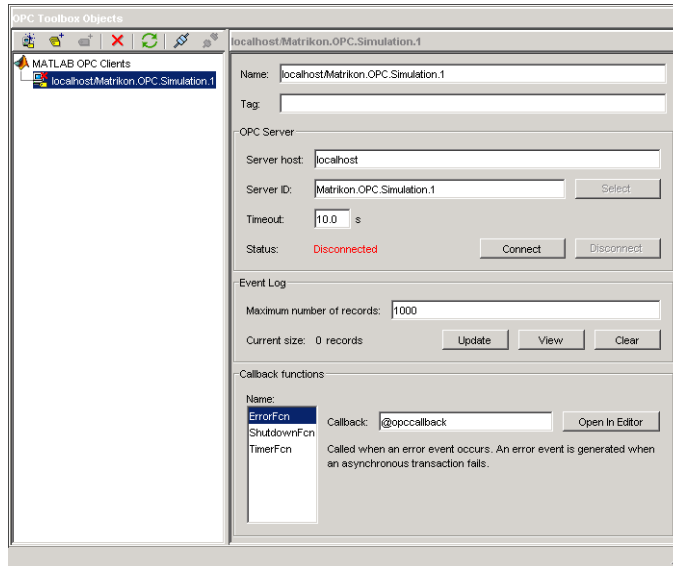 OPC Toolbox Objects
localhost/Matrikon.OPC.Simulation.1
MATLAB OPC Clients
localhost/Matrikon.OPC.Simulation.1
Name: localhost/Matrikon.OPC.Simulation.1
Tag:
OPC Server
Server host: localhost
Server ID: Matrikon.OPC.Simulation.1 Select
Timeout: 10.0 s
Status: Disconnected Connect Disconnect
Event Log
Maximum number of records: 1000
Current size: 0 records Update View Clear
Callback functions
Name:
ErrorFcn
ShutdownFcn
TimerFcn
Callback: @opccallback Open In Editor
Called when an error event occurs. An error event is generated when
an asynchronous transaction fails.